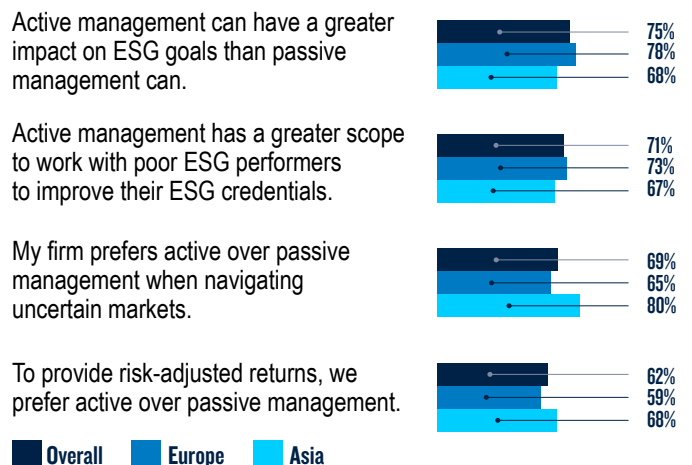 Active management can have a greater
impact on ESG goals than passive
management can.
75%
78%
68%
Active management has a greater scope
to work with poor ESG performers
to improve their ESG credentials.
71%
73%
67%
My firm prefers active over passive
management when navigating
uncertain markets.
69%
65%
80%
To provide risk-adjusted returns, we
prefer active over passive management.
62%
59%
68%
Overall Europe Asia